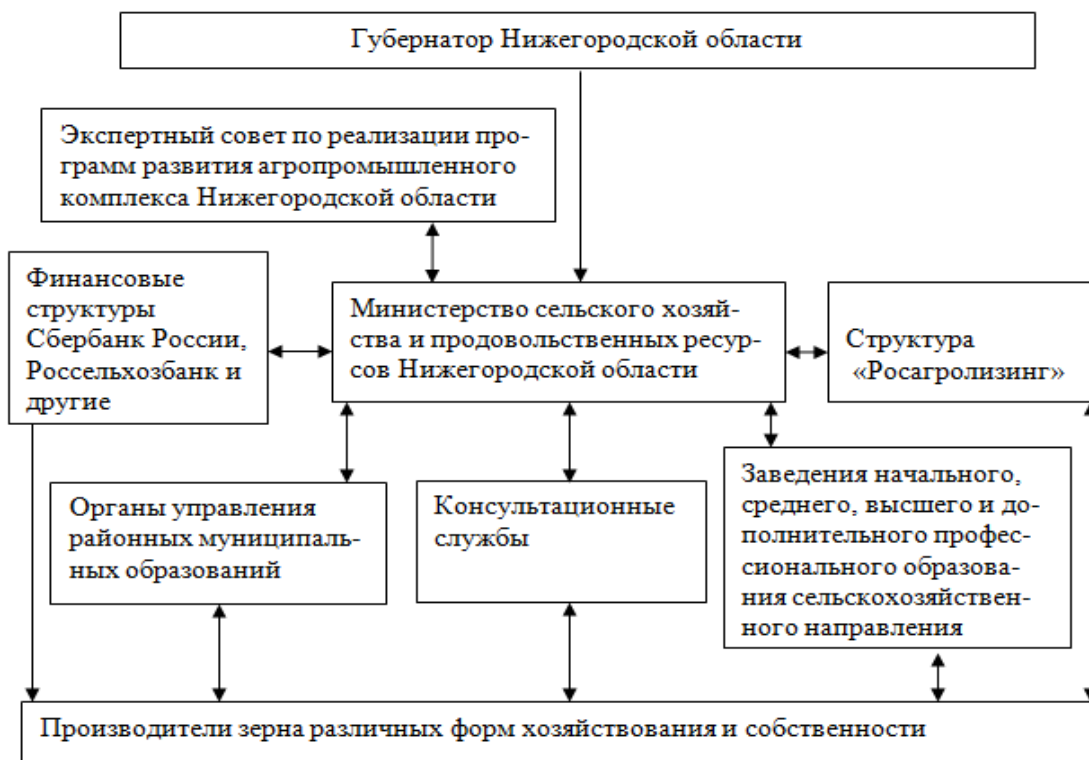 Губернатор Нижегородской области
Экспертный совет по реализации про-
грамм развития агропромышленного
комплекса Нижегородской области
Финансовые
структуры
Сбербанк России,
Россельхозбанк и
другие
Министерство сельского хозяй-
ства и продовольственных ресур-
сов Нижегородской области
Структура
«Росагролизинг»
Органы управления
районных муниципаль-
ных образований
Консультационные
службы
Заведения начального,
среднего, высшего и до-
полнительного профес-
сионального образова-
ния сельскохозяйствен-
ного направления
Производители зерна различных форм хозяйствования и собственности